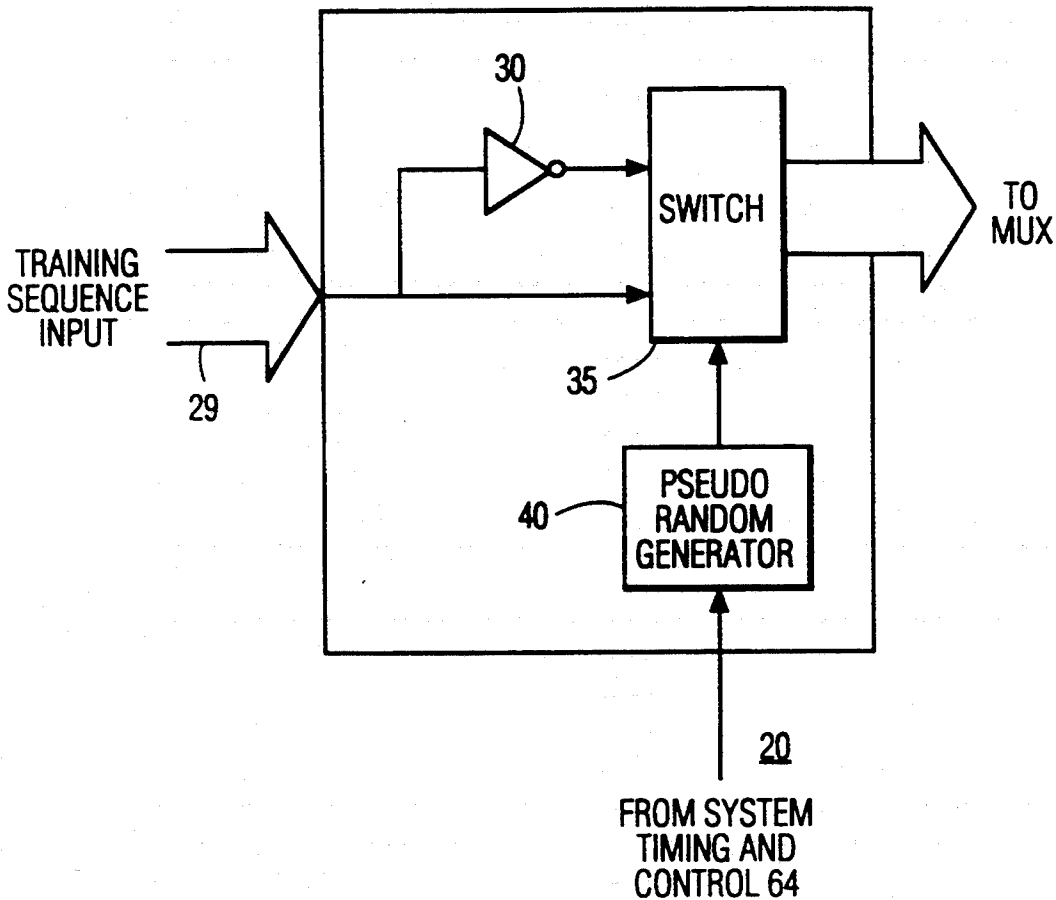 30
SWITCH
TO
MUX
TRAINING
SEQUENCE
INPUT
29
35
40
PSEUDO
RANDOM
GENERATOR
20
FROM SYSTEM
TIMING AND
CONTROL 64